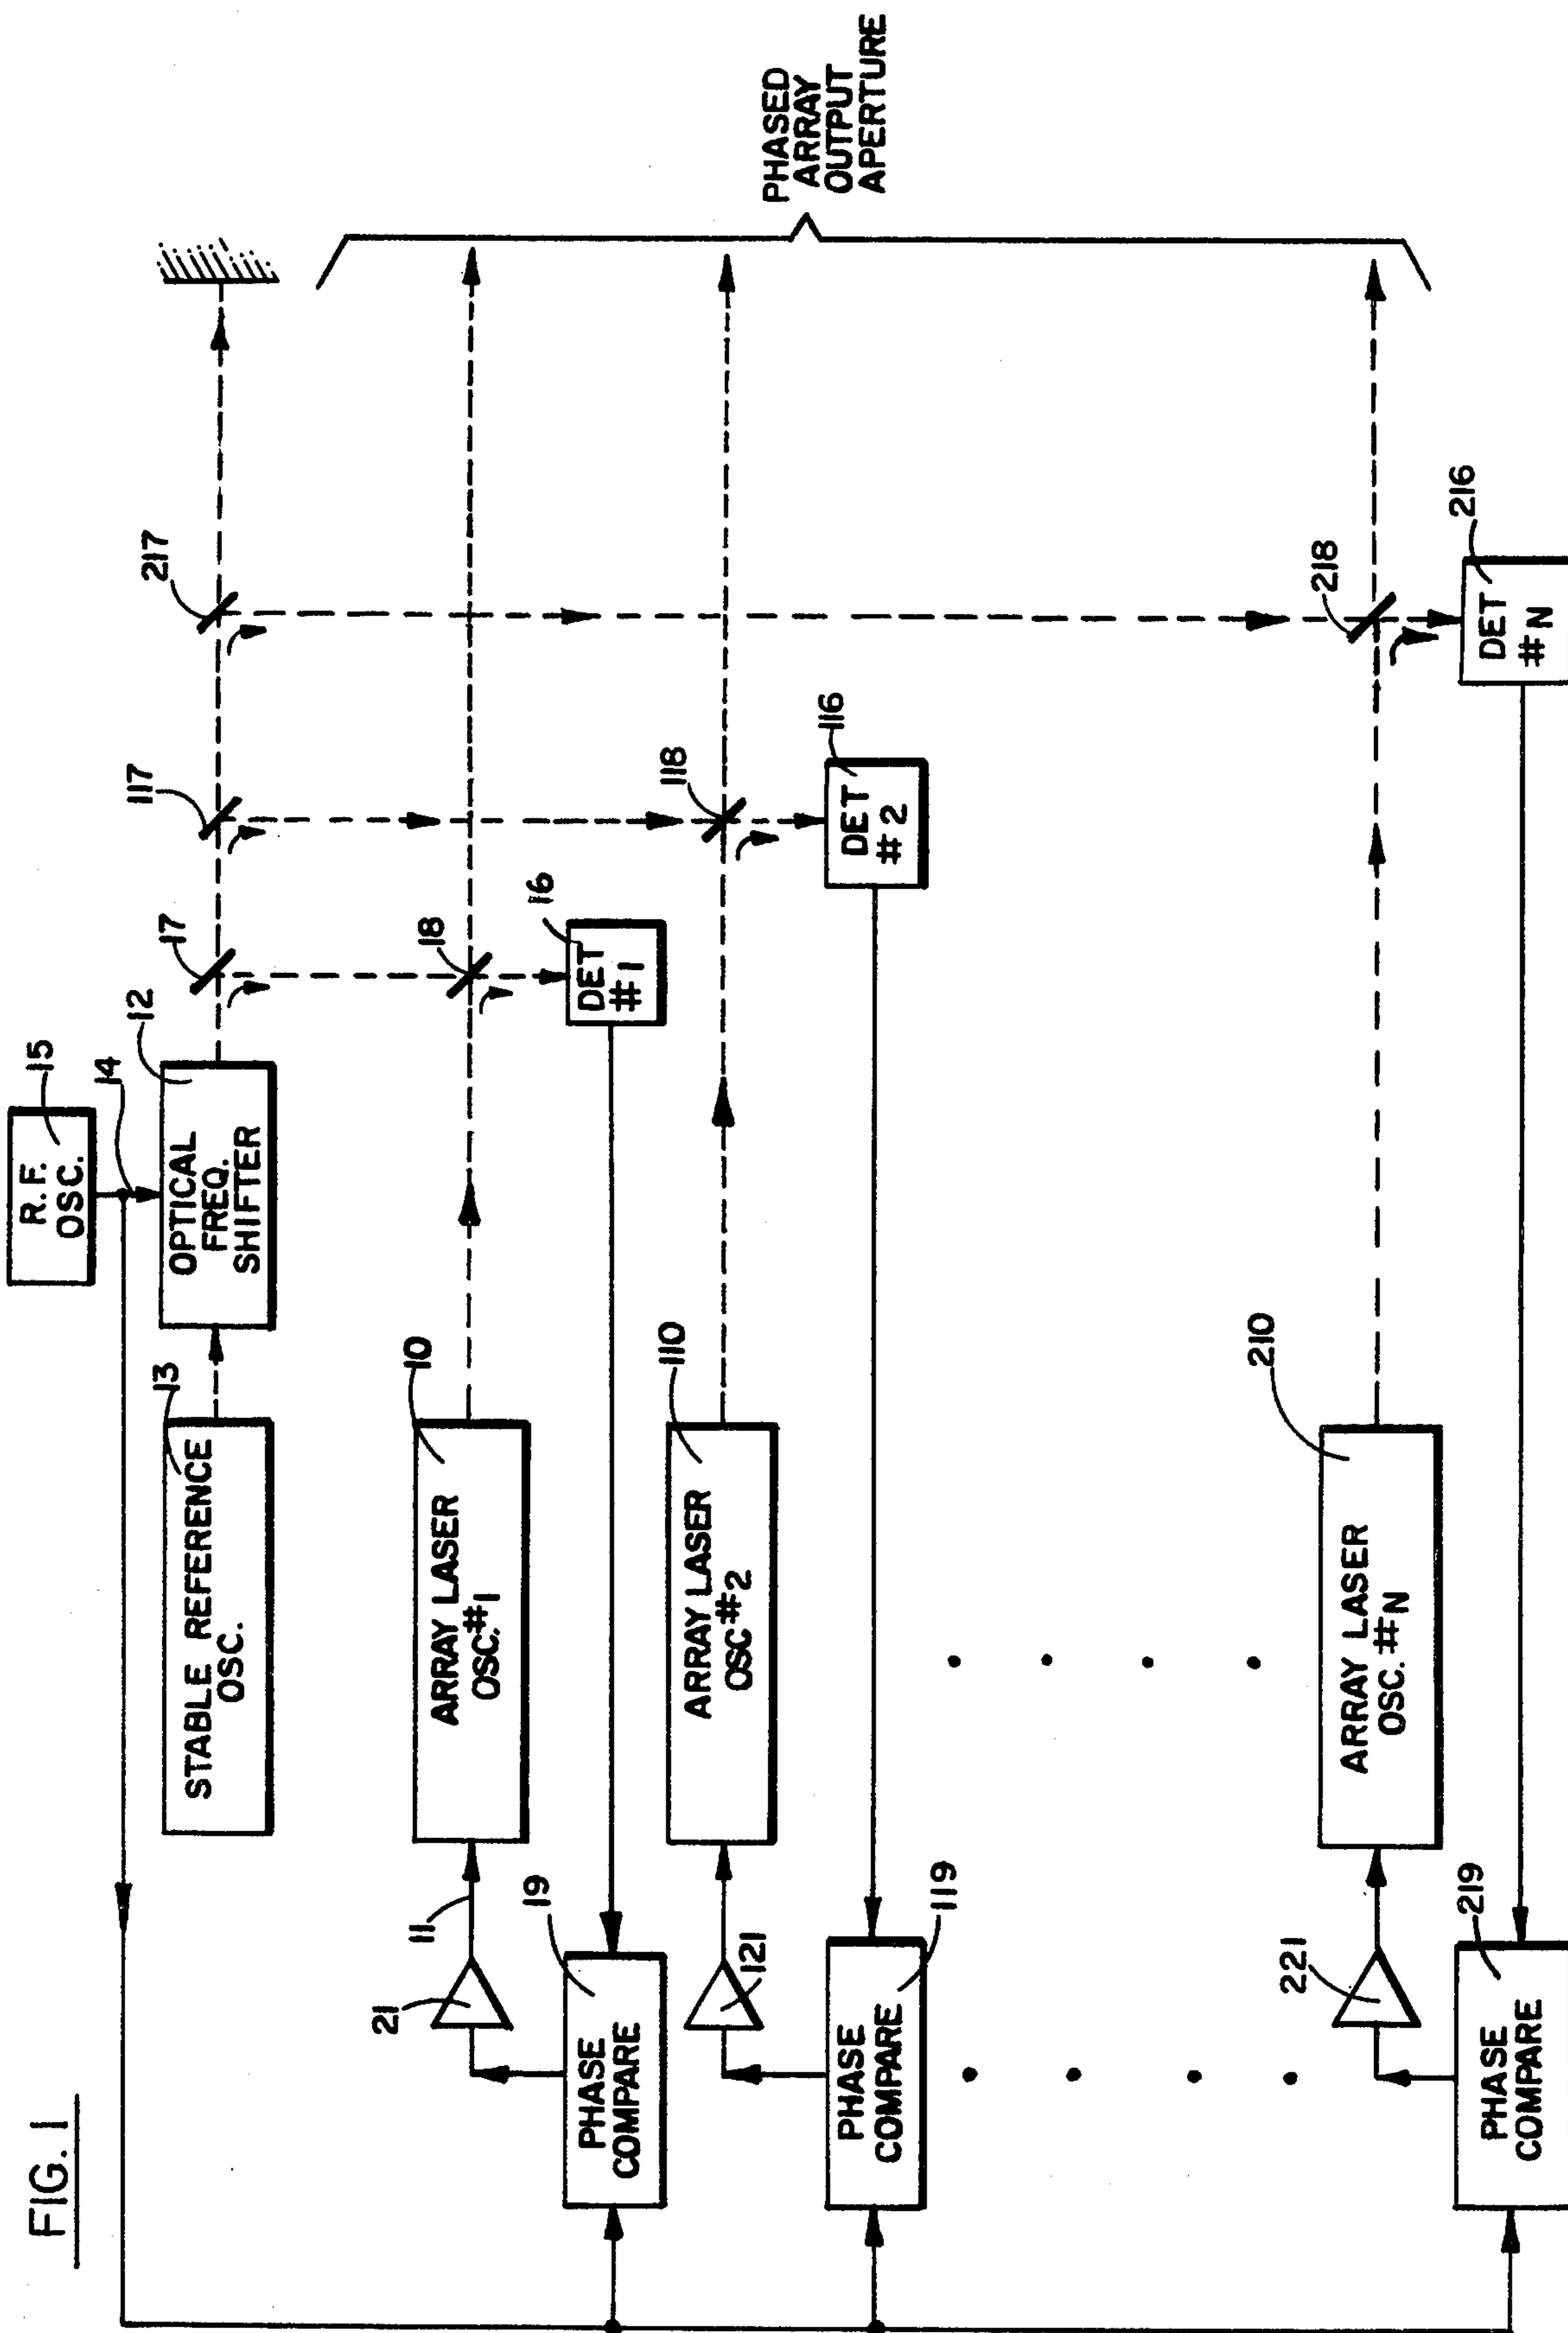 FIG. 1
R. F.
OSC.
15
14
12
OPTICAL
FREQ.
SHIFTER
13
STABLE REFERENCE
OSC.
17
117
217
10
ARRAY LASER
OSC.#1
11
21
18
16
DET
#1
19
PHASE
COMPARE
110
ARRAY LASER
OSC#2
121
118
116
DET
#2
119
PHASE
COMPARE
210
ARRAY LASER
OSC. #N
221
218
216
DET
#N
219
PHASE
COMPARE
PHASED
ARRAY
OUTPUT
APERTURE